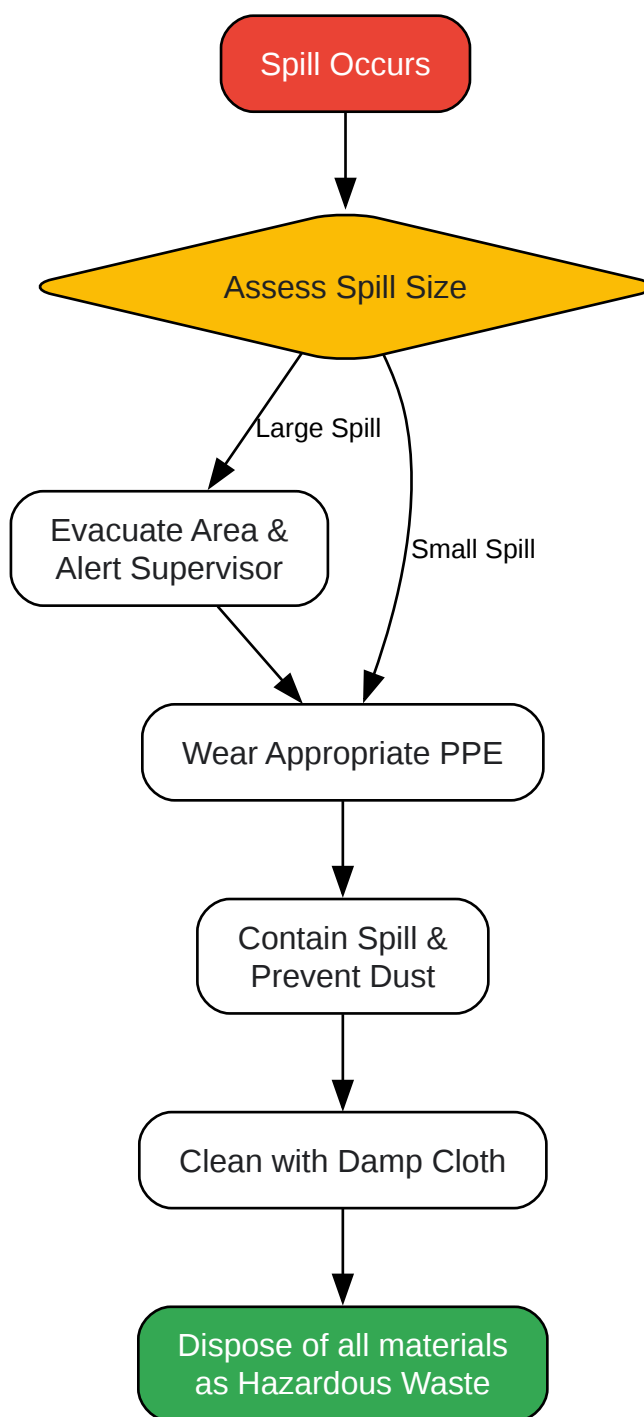 Spill Occurs
Assess Spill Size
Large Spill
Evacuate Area &
Alert Supervisor
Small Spill
Wear Appropriate PPE
Contain Spill &
Prevent Dust
Clean with Damp Cloth
Dispose of all materials
as Hazardous Waste